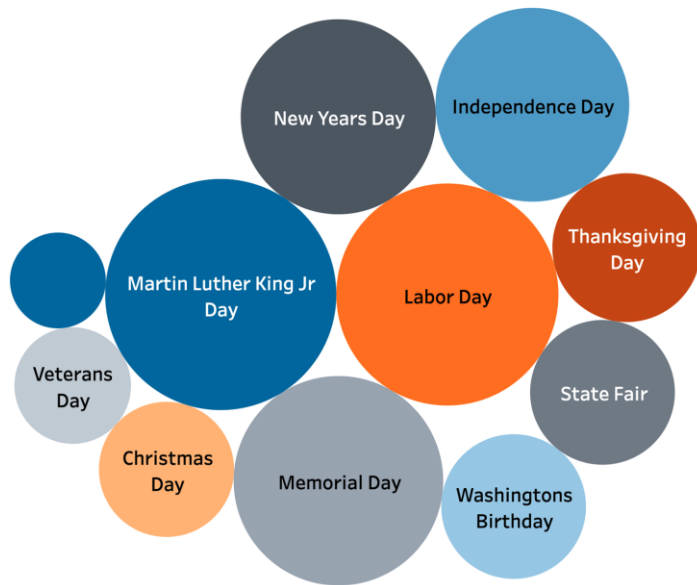 New Years Day
Independence Day
Thanksgiving
Day
Martin Luther King Jr
Day
Labor Day
Veterans
Day
State Fair
Christmas
Day
Memorial Day
Washingtons
Birthday